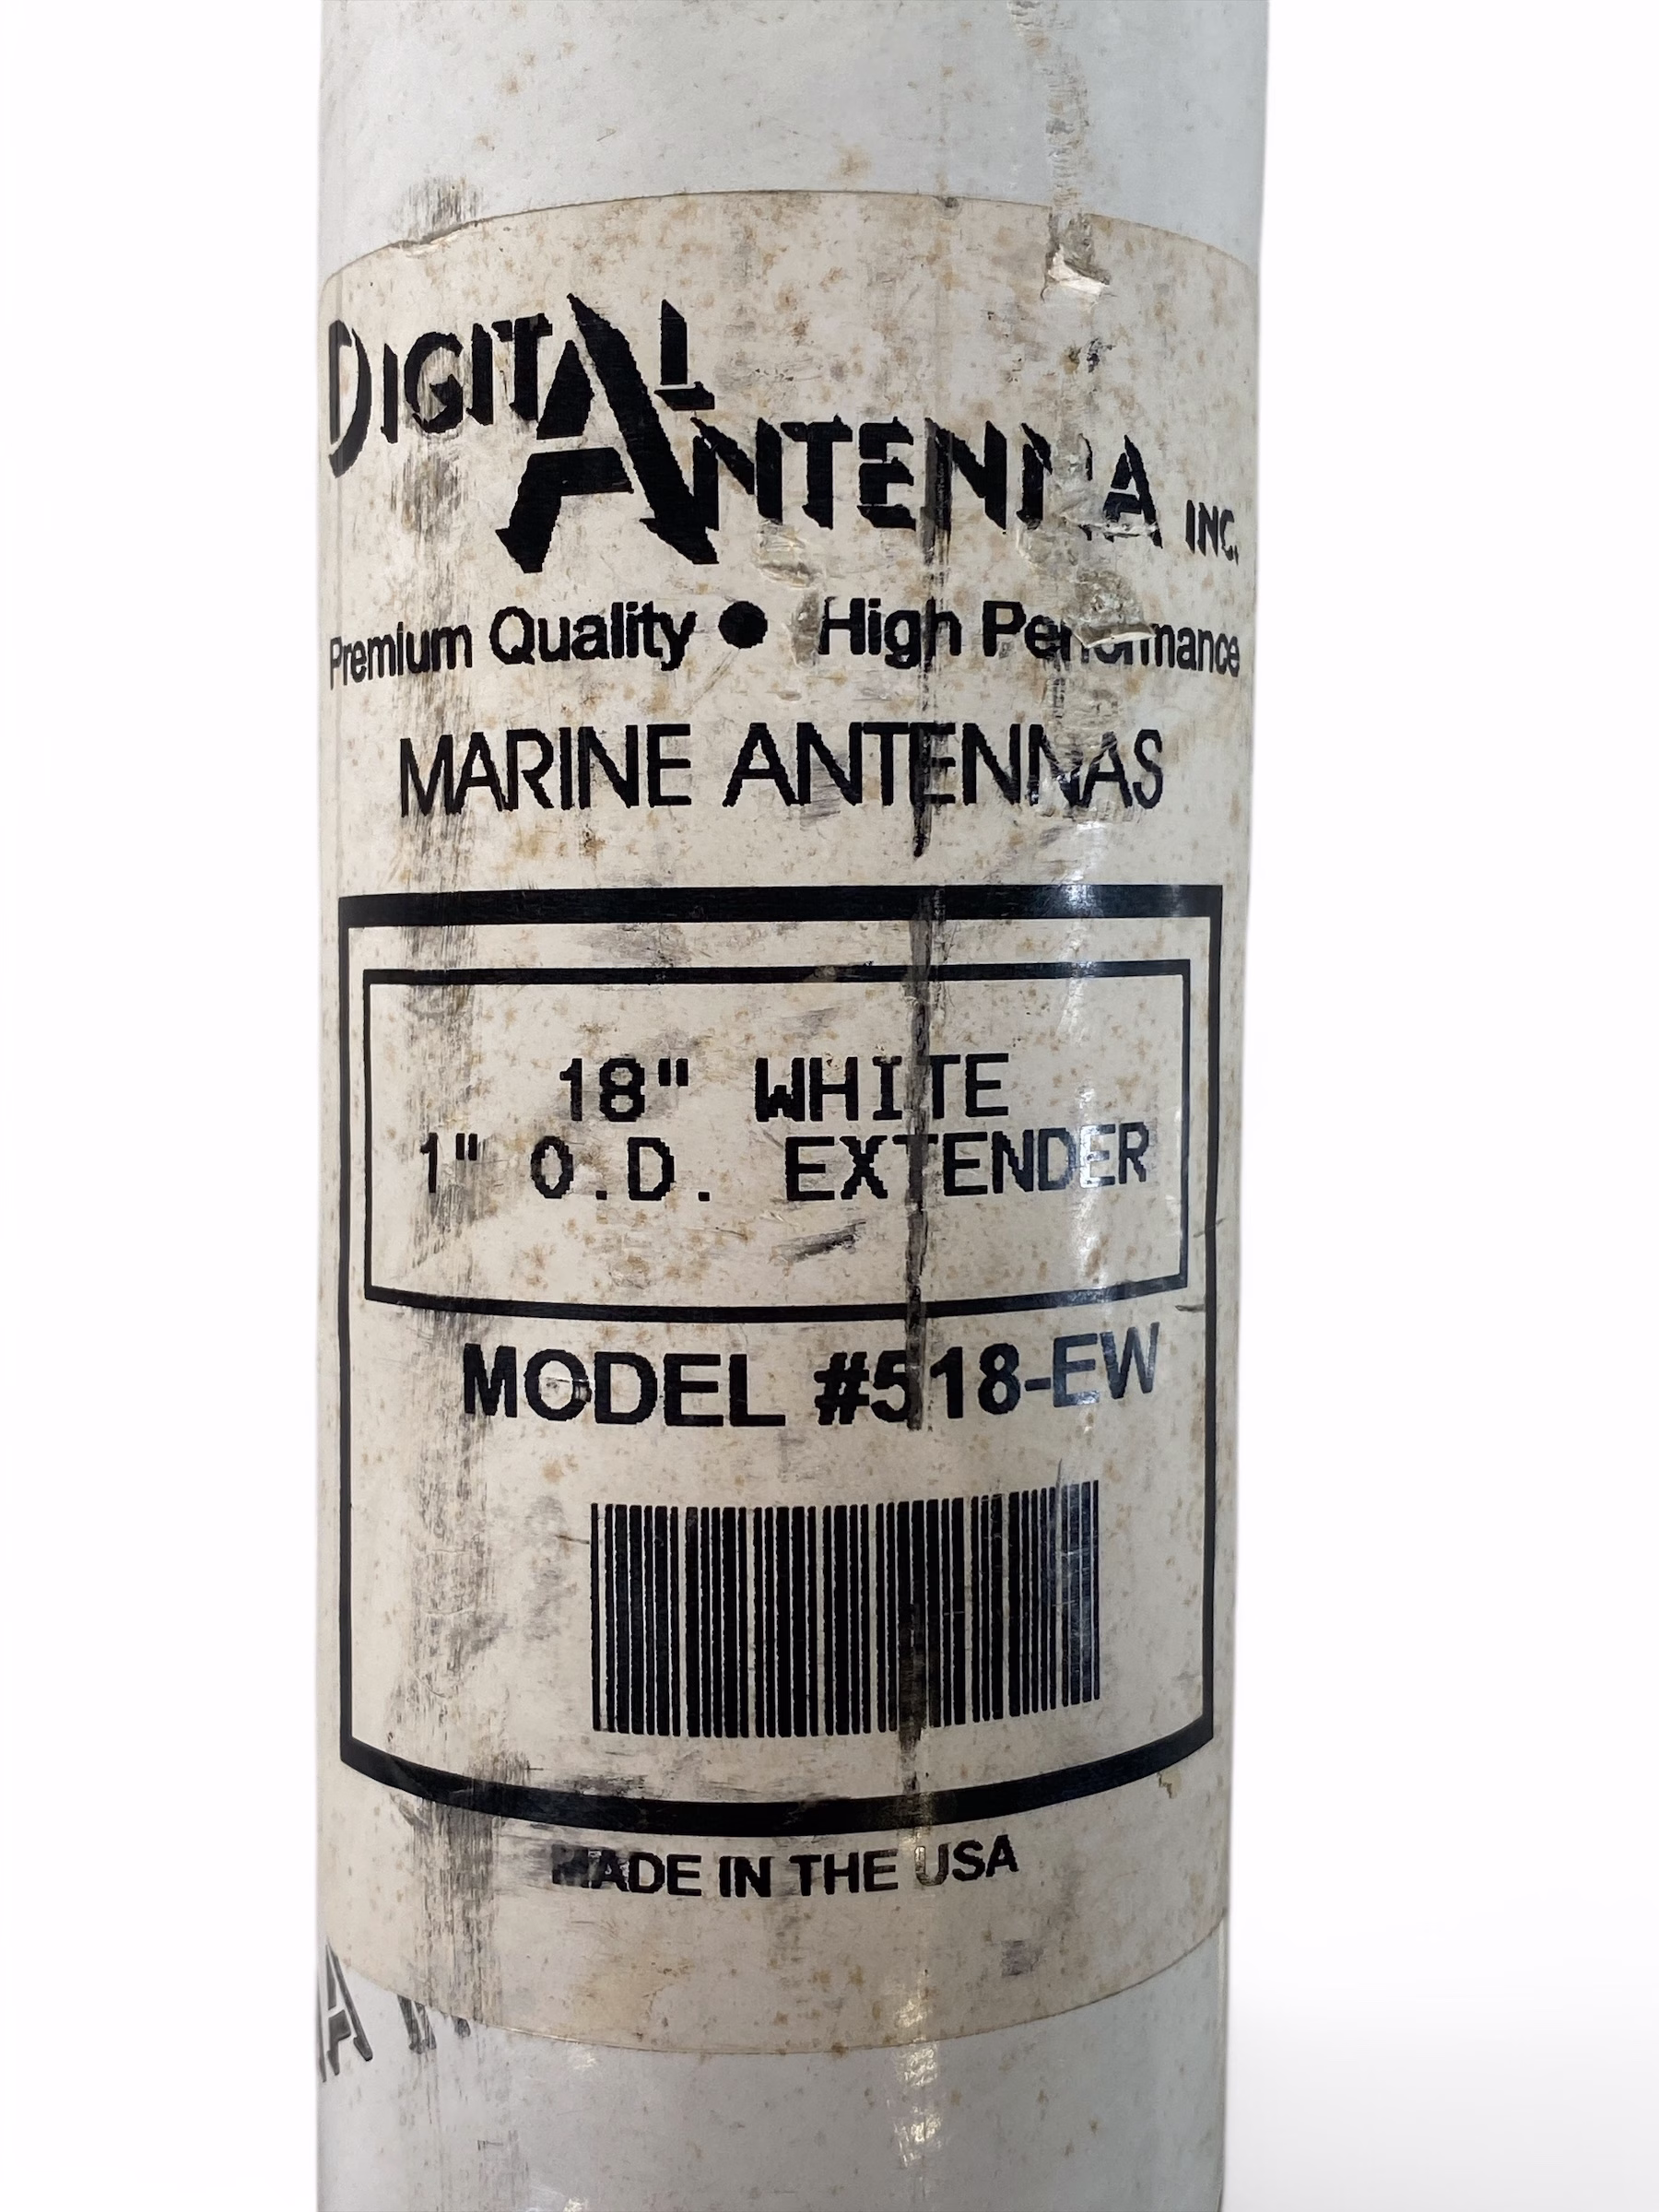 DIGITAL
ANTENNA INC.
Premium Quality ● High Performance
MARINE ANTENNAS
18" WHITE
1" O.D. EXTENDER
MODEL #518-EW
MADE IN THE USA